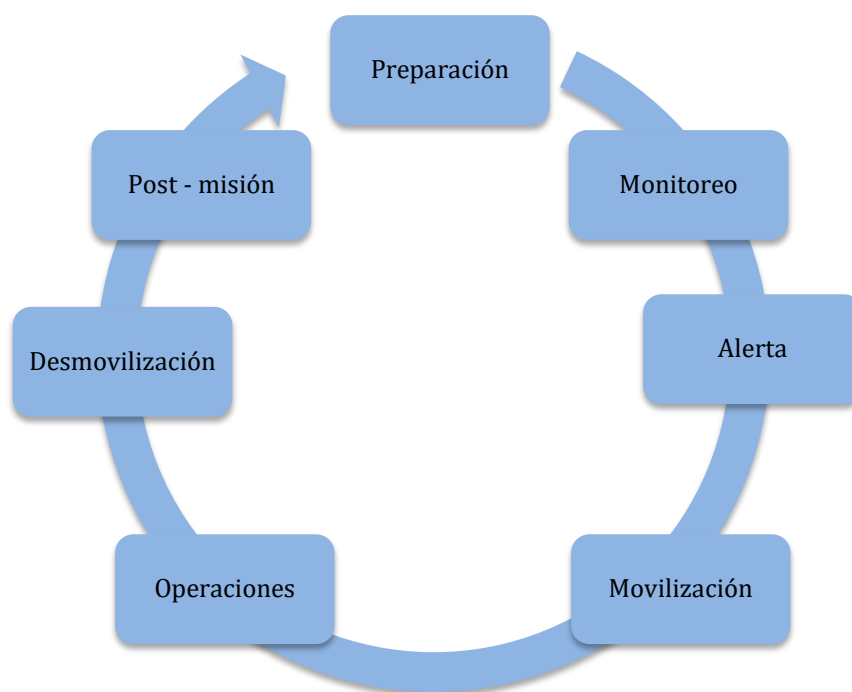 Preparación
Monitoreo
Alerta
Movilización
Operaciones
Desmovilización
Post - misión